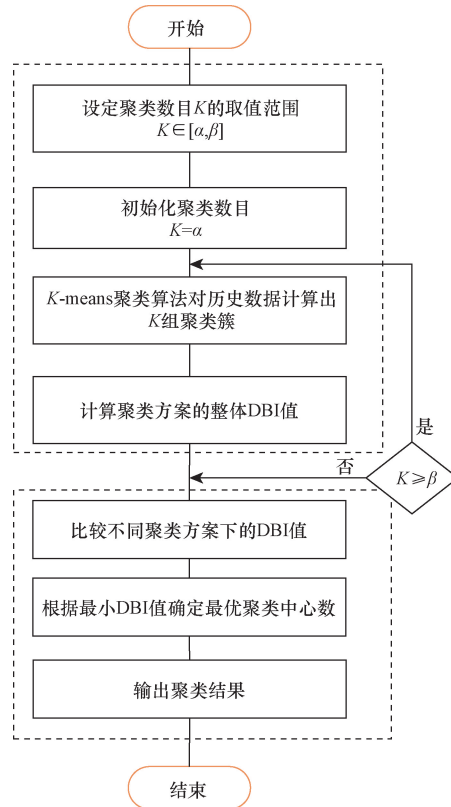 开始
设定聚类数目K的取值范围
K∈[α,β]
初始化聚类数目
K=α
K-means聚类算法对历史数据计算出
K组聚类簇
计算聚类方案的整体DBI值
是
否
K⩾β
比较不同聚类方案下的DBI值
根据最小DBI值确定最优聚类中心数
输出聚类结果
结束